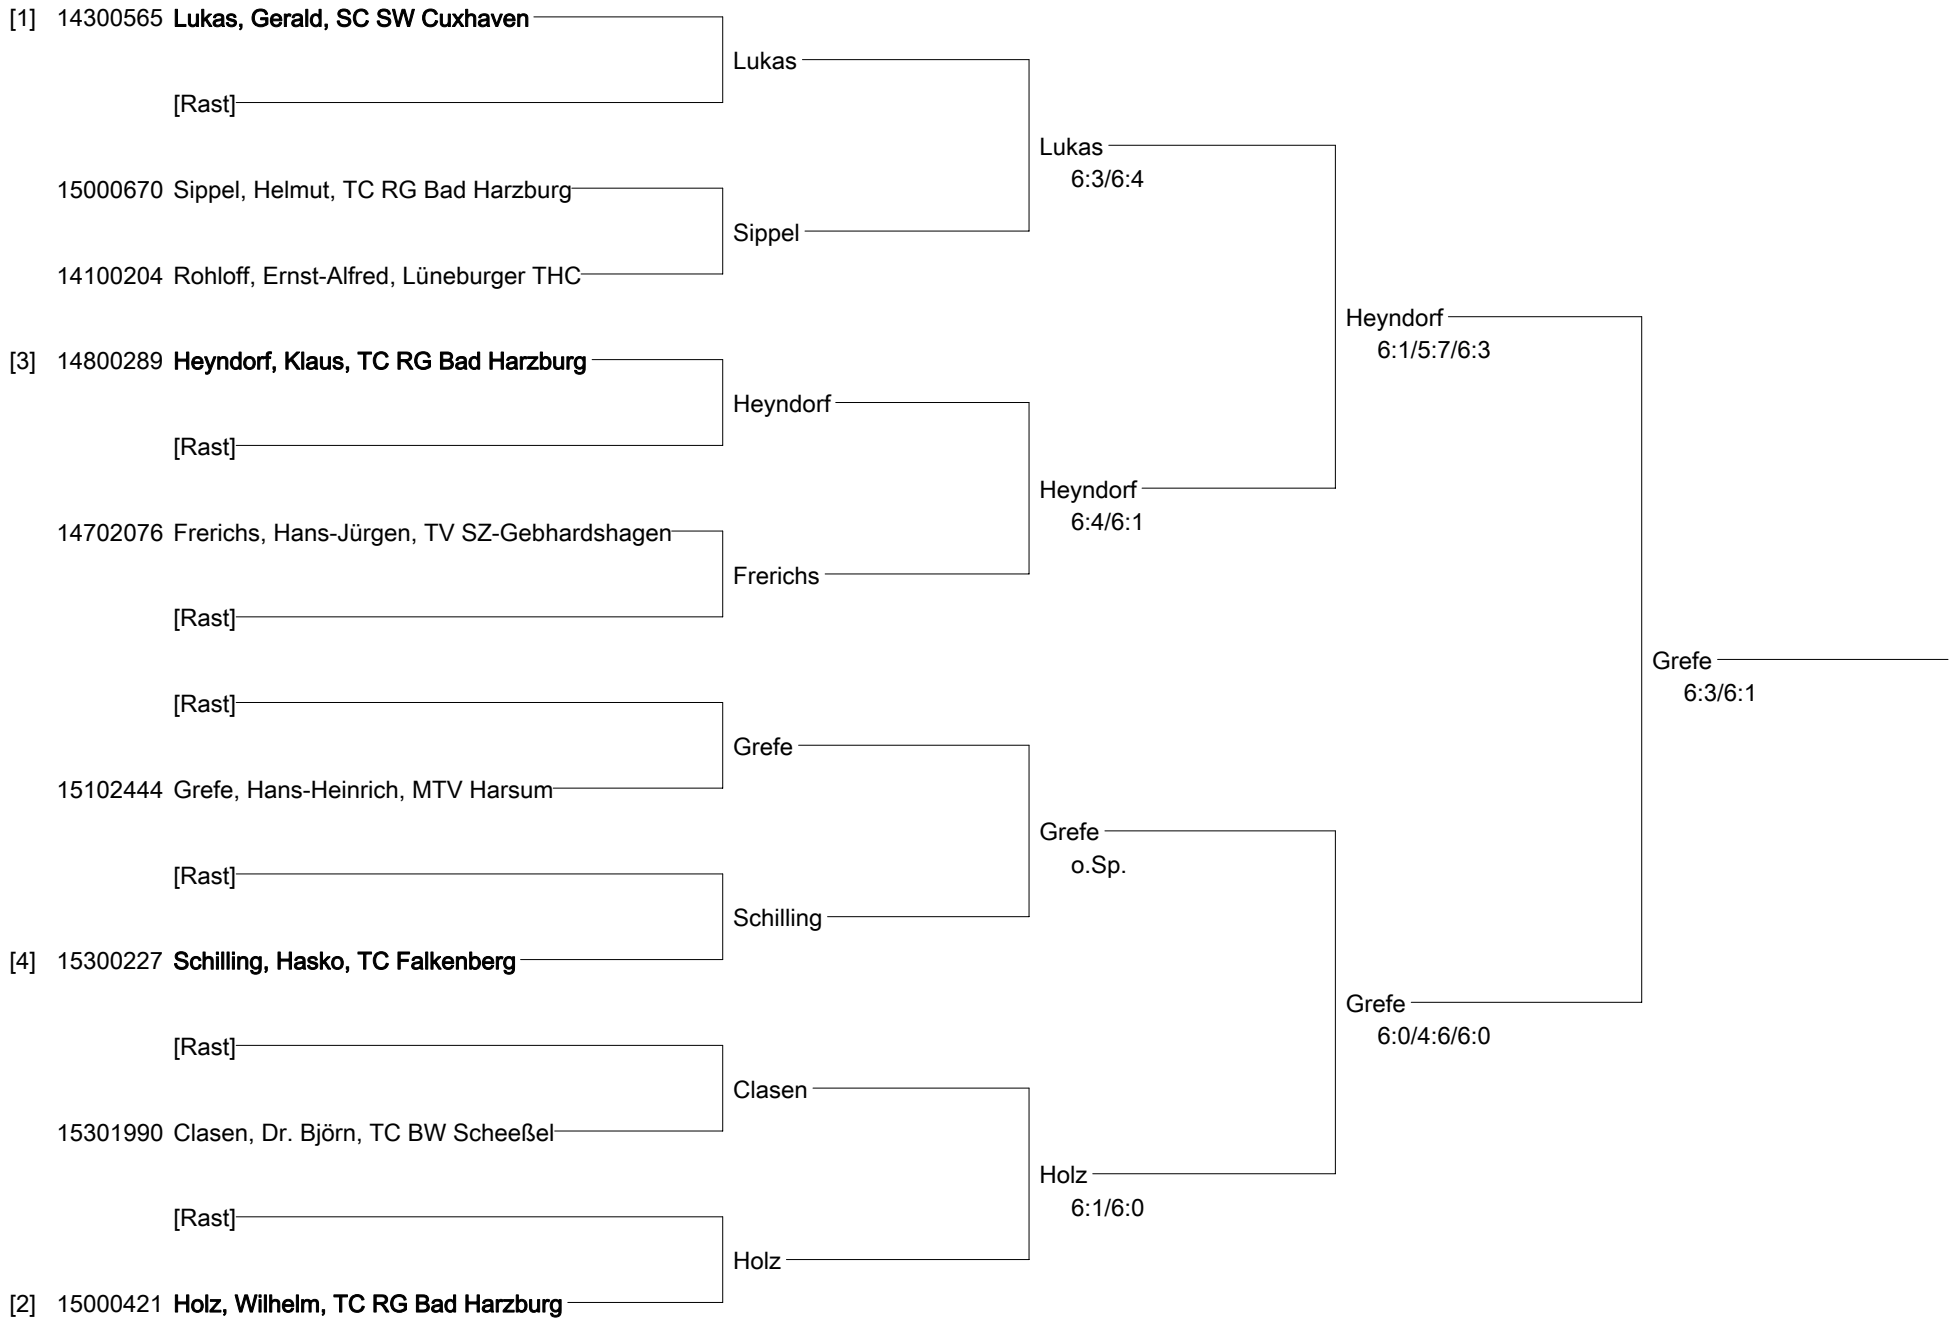 [1] 14300565 Lukas, Gerald, SC SW Cuxhaven
Lukas
[Rast]
Lukas
6:3/6:4
15000670 Sippel, Helmut, TC RG Bad Harzburg
Sippel
14100204 Rohloff, Ernst-Alfred, Lüneburger THC
Heyndorf
6:1/5:7/6:3
[3] 14800289 Heyndorf, Klaus, TC RG Bad Harzburg
Heyndorf
[Rast]
Heyndorf
6:4/6:1
14702076 Frerichs, Hans-Jürgen, TV SZ-Gebhardshagen
Frerichs
[Rast]
Grefe
6:3/6:1
[Rast]
Grefe
15102444 Grefe, Hans-Heinrich, MTV Harsum
Grefe
o.Sp.
[Rast]
Schilling
[4] 15300227 Schilling, Hasko, TC Falkenberg
Grefe
6:0/4:6/6:0
[Rast]
Clasen
15301990 Clasen, Dr. Björn, TC BW Scheeßel
Holz
6:1/6:0
[Rast]
Holz
[2] 15000421 Holz, Wilhelm, TC RG Bad Harzburg